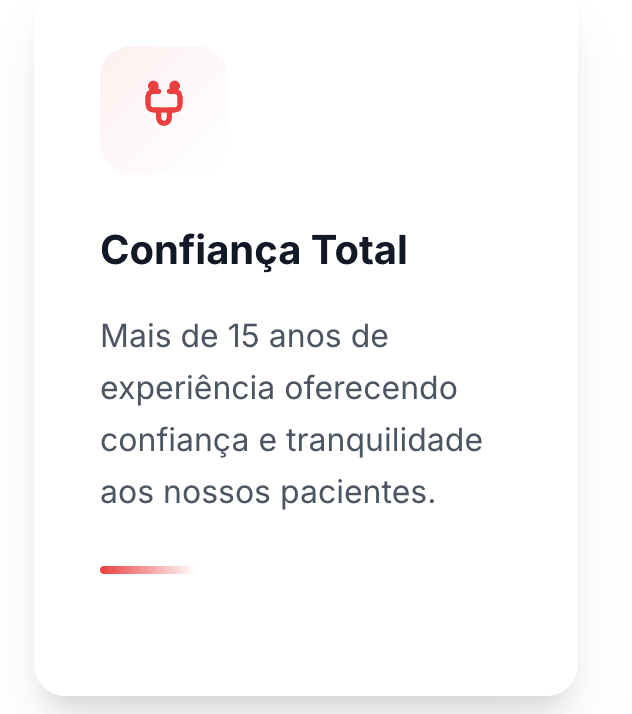 Confiança Total
Mais de 15 anos de
experiência oferecendo
confiança e tranquilidade
aos nossos pacientes.